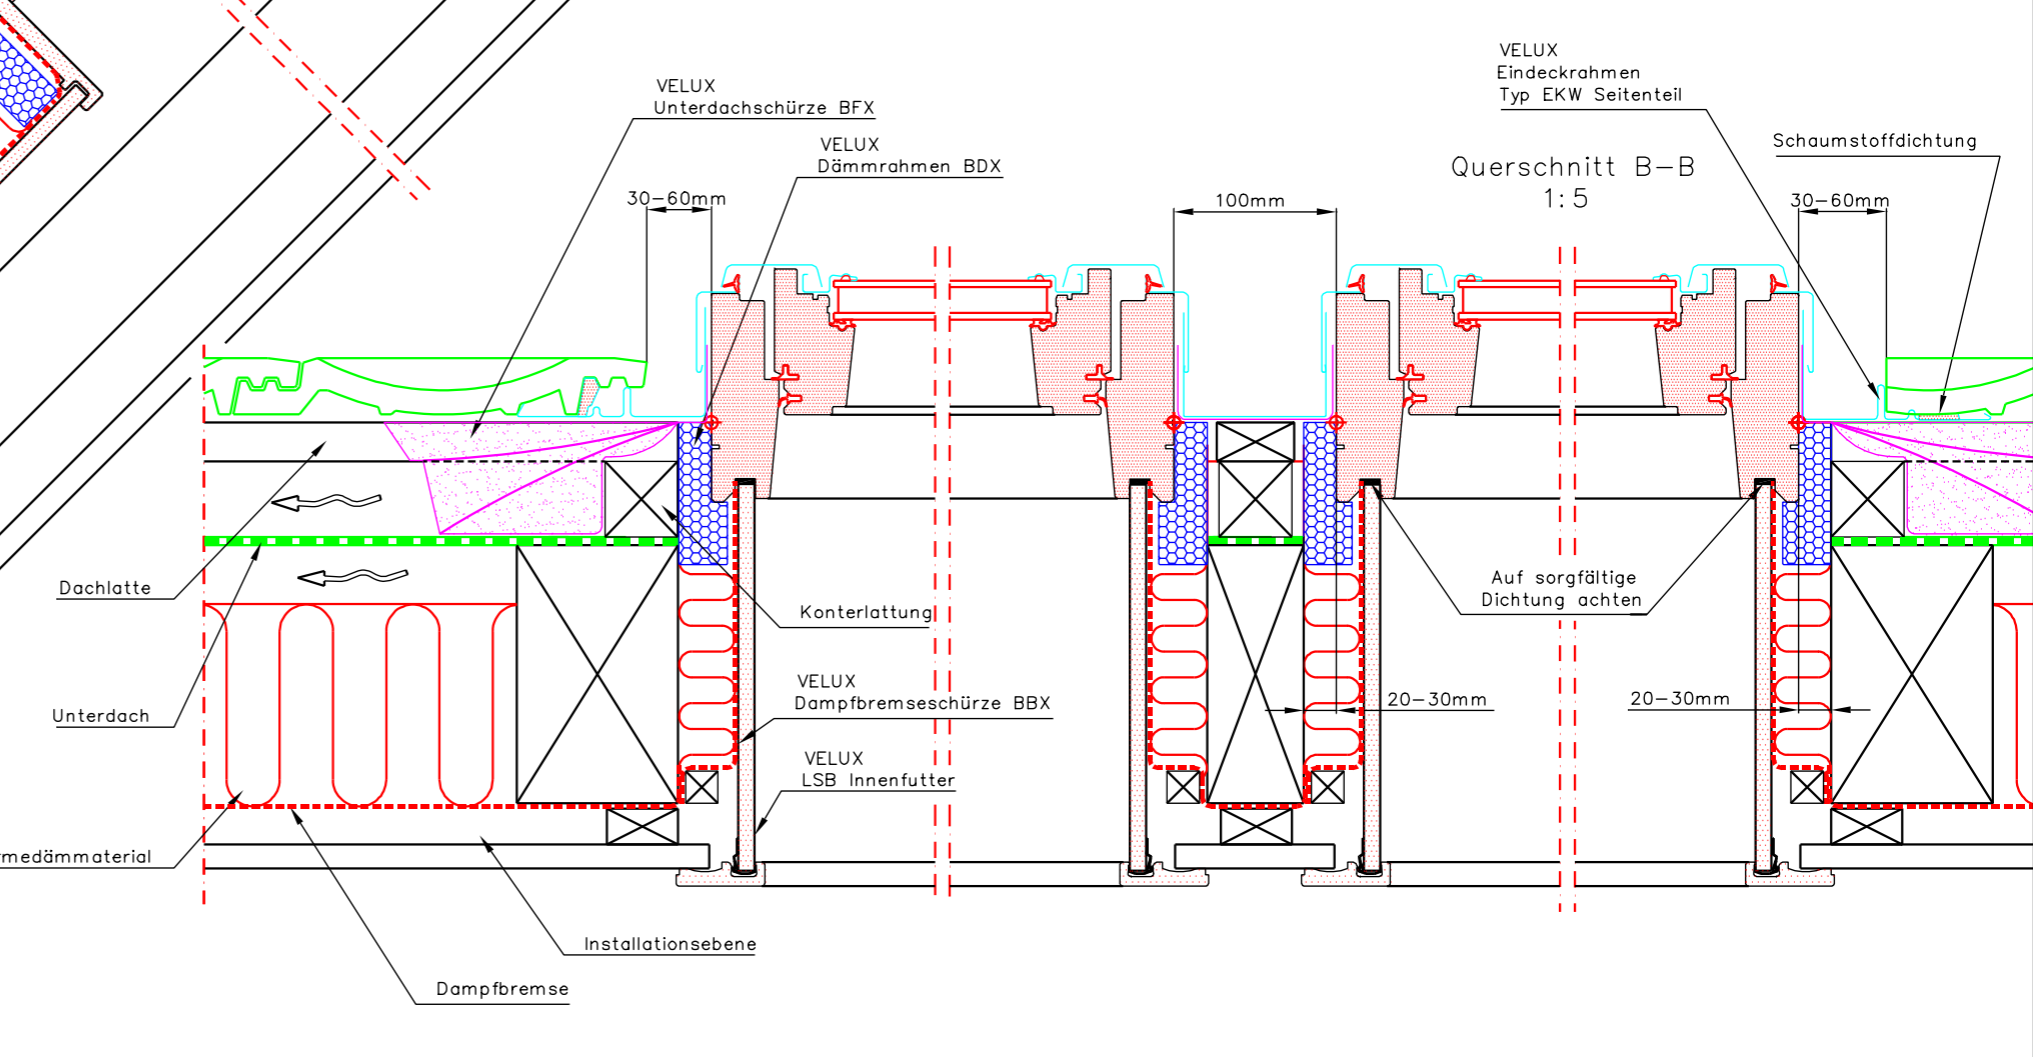 VELUX
Eindeckrahmen
Typ EKW Seitenteil
VELUX
Unterdachschürze BFX
VELUX
Dämmrahmen BDX
Schaumstoffdichtung
Querschnitt B-B
1:5
30-60mm
100mm
30-60mm
Dachlatte
Konterlattung
Auf sorgfältige
Dichtung achten
VELUX
Dampfbremseschürze BBX
20-30mm
20-30mm
Unterdach
VELUX
LSB Innenfutter
rmedämmaterial
Installationsebene
Dampfbremse